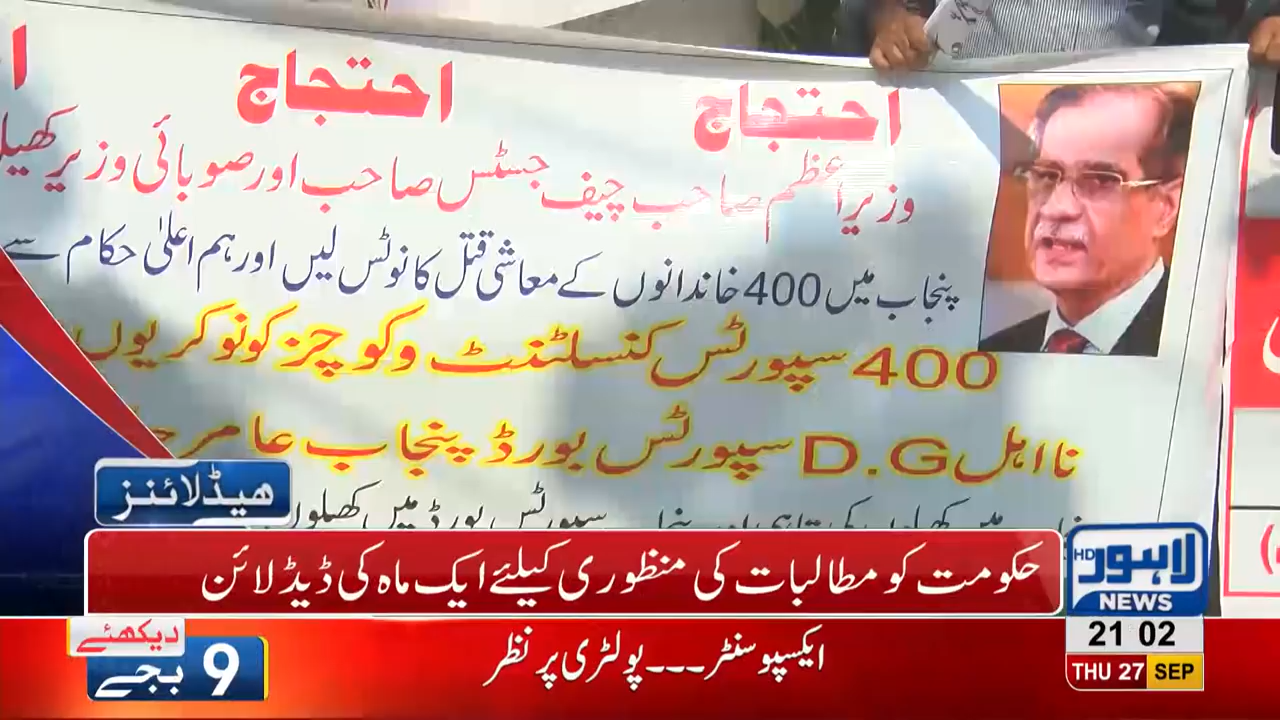 احتجاج احتجاج
وزیراعظم صاحب چیف جسٹس صاحب اور صوبائی وزیر کھیل
پنجاب میں 400 خاندانوں کے معاشی قتل کا نوٹس لیں اور ہم اعلیٰ حکام سے
400 سپورٹس کنسلٹنٹ و کوچز کو نوکریوں
نااہل D.G سپورٹس بورڈ پنجاب عامر
ھیڈلائنز
حکومت کو مطالبات کی منظوری کیلئے ایک ماہ کی ڈیڈ لائن
HD لاہور
NEWS
21 02
THU 27 SEP
دیکھئے
9 بجے
ایکسپو سنٹر ۔۔۔ پولٹری پر نظر